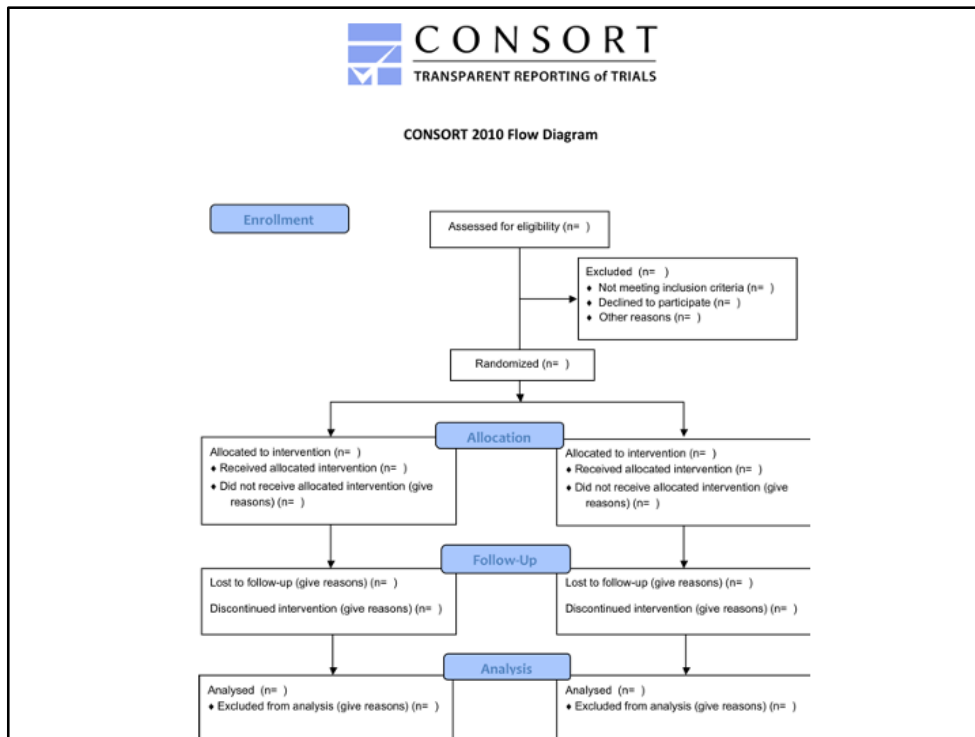 CONSORT
TRANSPARENT REPORTING of TRIALS
CONSORT 2010 Flow Diagram
Enrollment
Assessed for eligibility (n=  )
Excluded (n=  )
♦ Not meeting inclusion criteria (n=  )
♦ Declined to participate (n=  )
♦ Other reasons (n=  )
Randomized (n=  )
Allocation
Allocated to intervention (n=  )
♦ Received allocated intervention (n=  )
♦ Did not receive allocated intervention (give
reasons) (n=  )
Allocated to intervention (n=  )
♦ Received allocated intervention (n=  )
♦ Did not receive allocated intervention (give
reasons) (n=  )
Follow-Up
Lost to follow-up (give reasons) (n=  )
Discontinued intervention (give reasons) (n=  )
Lost to follow-up (give reasons) (n=  )
Discontinued intervention (give reasons) (n=  )
Analysis
Analysed (n=  )
♦ Excluded from analysis (give reasons) (n=  )
Analysed (n=  )
♦ Excluded from analysis (give reasons) (n=  )